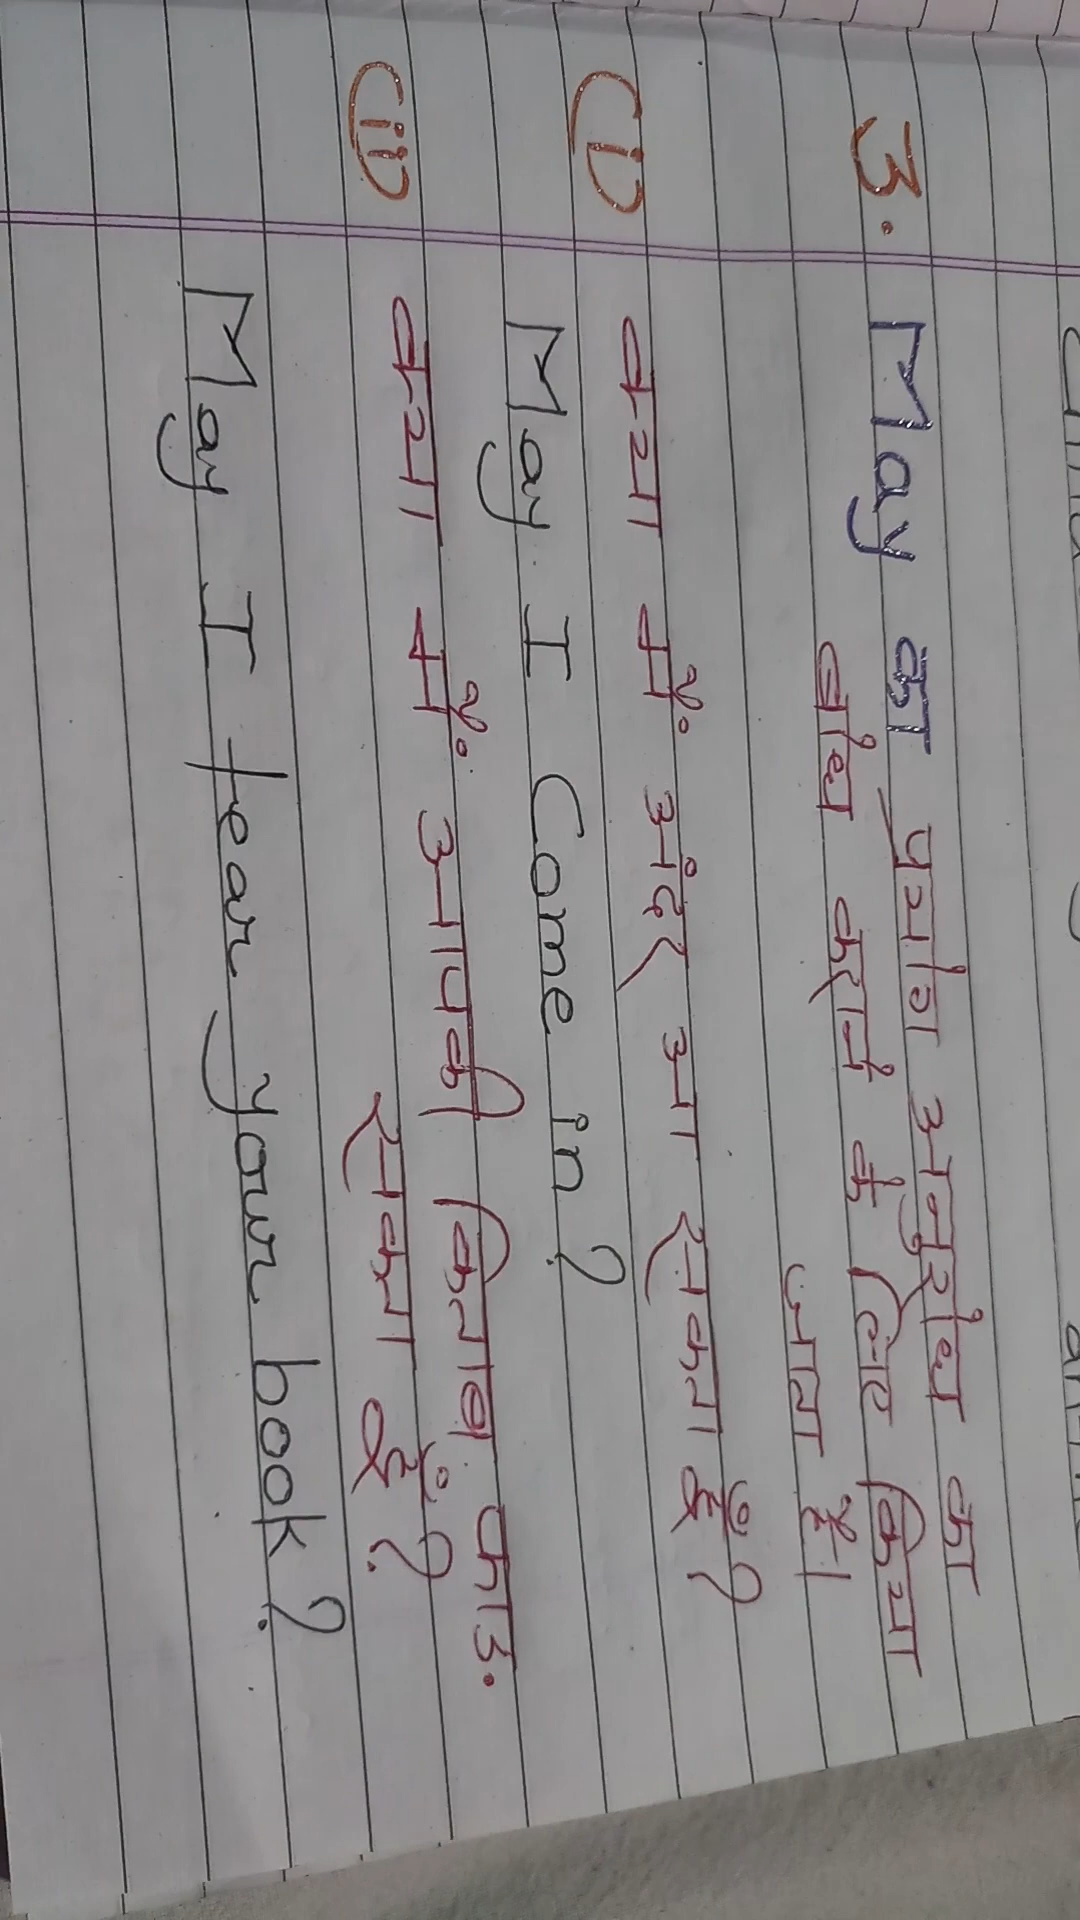 3. May का प्रयोग अनुरोध का
बोध कराने के लिए किया
जाता है।
(i) क्या मैं अंदर आ सकता हूँ?
May I Come in?
(ii) क्या मैं आपकी किताब फाड़
सकता हूँ?
May I tear your book?